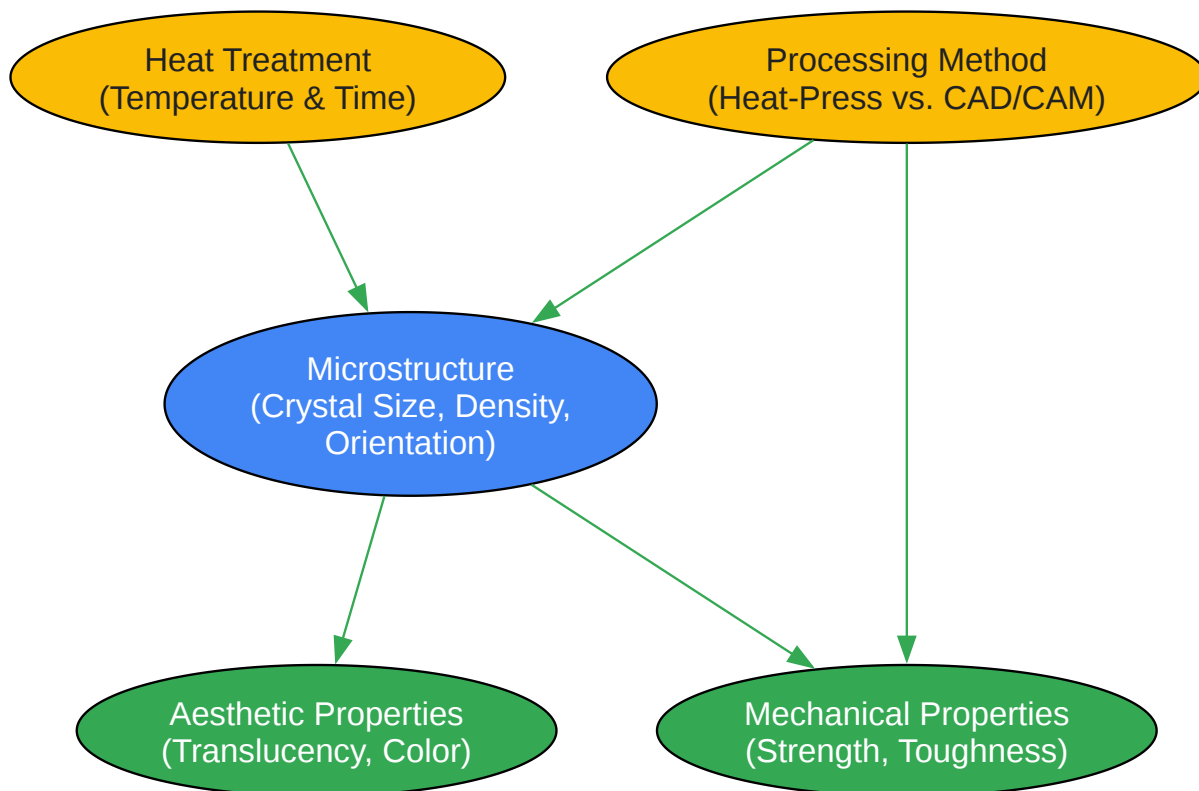 Heat Treatment
(Temperature & Time)
Processing Method
(Heat-Press vs. CAD/CAM)
Microstructure
(Crystal Size, Density,
Orientation)
Aesthetic Properties
(Translucency, Color)
Mechanical Properties
(Strength, Toughness)